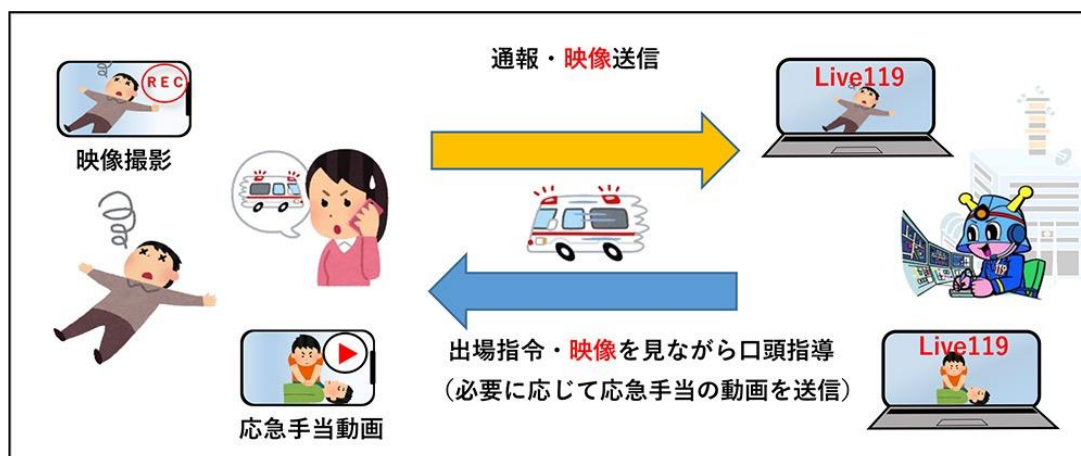 通報・映像送信
REC
Live119
映像撮影
出場指令・映像を見ながら口頭指導
（必要に応じて応急手当の動画を送信）
Live119
応急手当動画